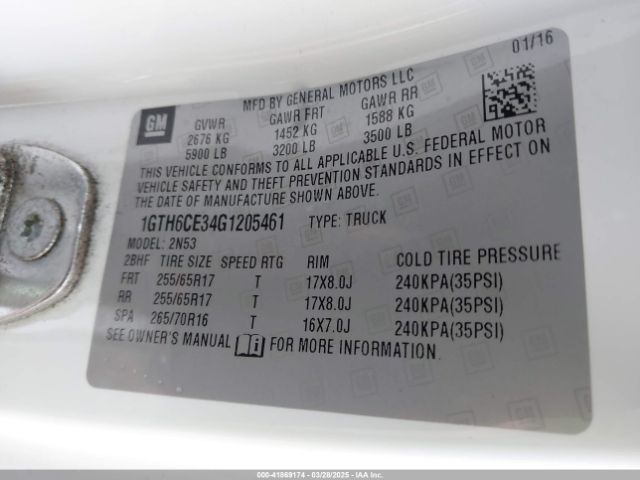 01/16
MFD BY GENERAL MOTORS LLC
GM
GVWR GAWR FRT GAWR RR
2676 KG 1452 KG 1588 KG
5900 LB 3200 LB 3500 LB
THIS VEHICLE CONFORMS TO ALL APPLICABLE U.S. FEDERAL MOTOR
VEHICLE SAFETY AND THEFT PREVENTION STANDARDS IN EFFECT ON
THE DATE OF MANUFACTURE SHOWN ABOVE.
1GTH6CE34G1205461 TYPE: TRUCK
MODEL: 2N53
2BHF TIRE SIZE SPEED RTG RIM COLD TIRE PRESSURE
FRT 255/65R17 T 17X8.0J 240KPA(35PSI)
RR 255/65R17 T 17X8.0J 240KPA(35PSI)
SPA 265/70R16 T 16X7.0J 240KPA(35PSI)
SEE OWNER'S MANUAL FOR MORE INFORMATION.
000-41869174 | 03/28/2025 - IAA, Inc.